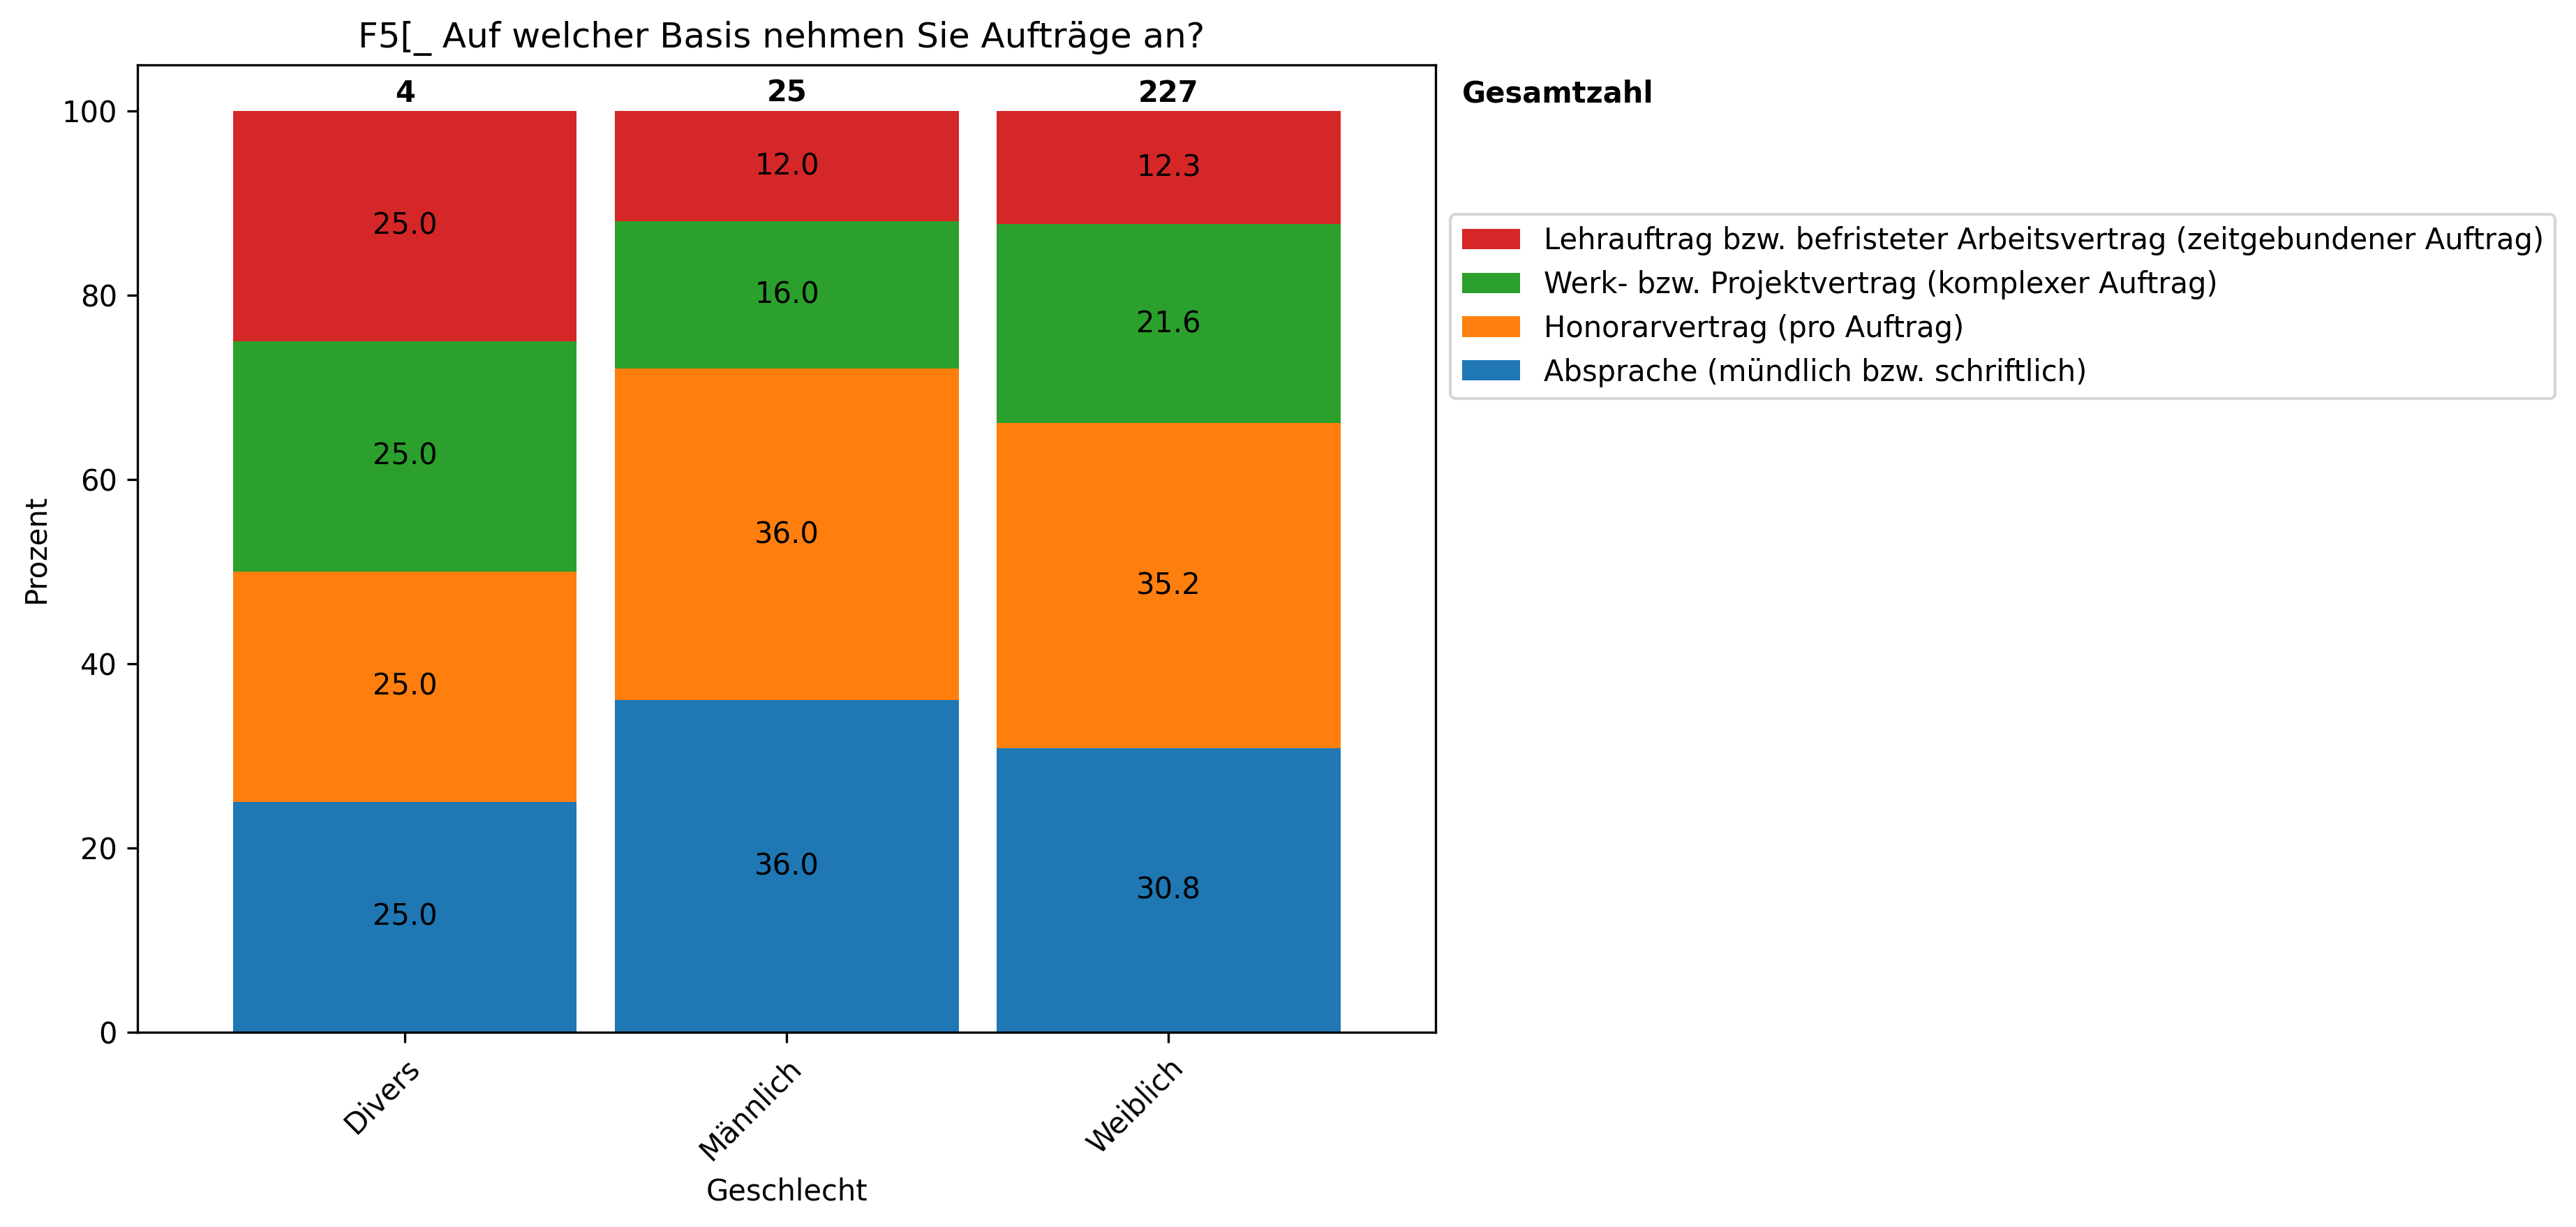 F5[_ Auf welcher Basis nehmen Sie Aufträge an?
4 25 227 Gesamtzahl
100
80
60
40
20
0
Prozent
25.0 12.0 12.3
25.0 16.0 21.6
25.0 36.0 35.2
25.0 36.0 30.8
Lehrauftrag bzw. befristeter Arbeitsvertrag (zeitgebundener Auftrag)
Werk- bzw. Projektvertrag (komplexer Auftrag)
Honorarvertrag (pro Auftrag)
Absprache (mündlich bzw. schriftlich)
Divers Männlich Weiblich
Geschlecht